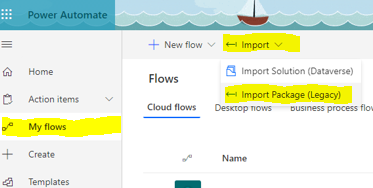 Power Automate
New flow
Import
Home
Import Solution (Dataverse)
Action items
Flows
Import Package (Legacy)
My flows
Cloud flows Desktop flows Business process flow
Create
Name
Templates